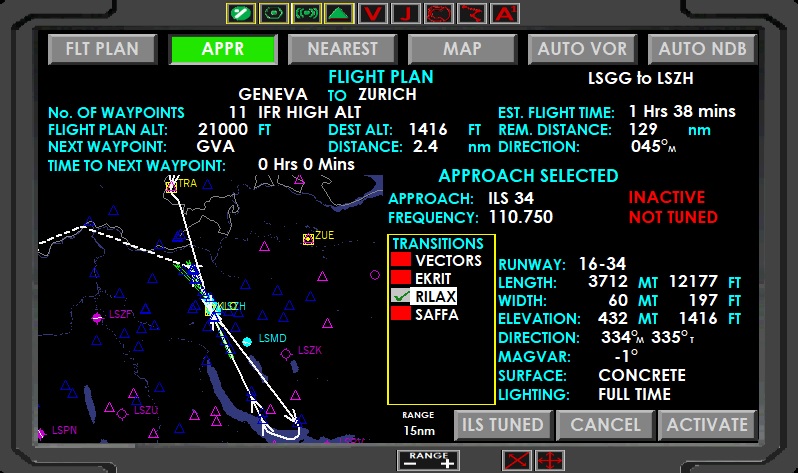 V J A
FLT PLAN APPR NEAREST MAP AUTO VOR AUTO NDB
FLIGHT PLAN LSGG to LSZH
GENEVA TO ZURICH
No. OF WAYPOINTS 11 IFR HIGH ALT EST. FLIGHT TIME: 1 Hrs 38 mins
FLIGHT PLAN ALT: 21000 FT DEST ALT: 1416 FT REM. DISTANCE: 129 nm
NEXT WAYPOINT: GVA DISTANCE: 2.4 nm DIRECTION: 045°M
TIME TO NEXT WAYPOINT: 0 Hrs 0 Mins
APPROACH SELECTED
APPROACH: ILS 34 INACTIVE
FREQUENCY: 110.750 NOT TUNED
TRANSITIONS
VECTORS
EKRIT
RILAX
SAFFA
RUNWAY: 16-34
LENGTH: 3712 MT 12177 FT
WIDTH: 60 MT 197 FT
ELEVATION: 432 MT 1416 FT
DIRECTION: 334°M 335°T
MAGVAR: -1°
SURFACE: CONCRETE
LIGHTING: FULL TIME
TRA
ZUE
LSZF
LSMD
LSZK
LSZU
LSPN
RANGE
15nm
ILS TUNED CANCEL ACTIVATE
RANGE
- +